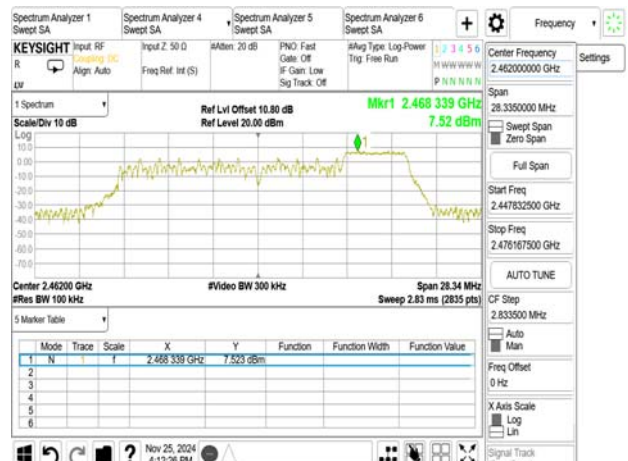 Spectrum Analyzer 1
Swept SA
Spectrum Analyzer 4
Swept SA
Spectrum Analyzer 5
Swept SA
Spectrum Analyzer 6
Swept SA
+
Frequency
KEYSIGHT
R
Input: RF
Coupling: DC
Align: Auto
Input Z: 50 Ω
Freq Ref: Int (S)
#Atten: 20 dB
PNO: Fast
Gate: Off
IF Gain: Low
Sig Track: Off
#Avg Type: Log-Power
Trig: Free Run
1 2 3 4 5 6
M W W W W W
P N N N N N
Center Frequency
2.462000000 GHz
Settings
Span
28.3350000 MHz
Swept Span
Zero Span
Full Span
Start Freq
2.447832500 GHz
Stop Freq
2.476167500 GHz
AUTO TUNE
CF Step
2.833500 MHz
Auto
Man
Freq Offset
0 Hz
X Axis Scale
Log
Lin
Signal Track
1 Spectrum
Scale/Div 10 dB
Ref Lvl Offset 10.80 dB
Ref Level 20.00 dBm
Mkr1 2.468 339 GHz
7.52 dBm
Log
10.0
0.00
-10.0
-20.0
-30.0
-40.0
-50.0
-60.0
-70.0
1
Center 2.46200 GHz
#Res BW 100 kHz
#Video BW 300 kHz
Span 28.34 MHz
Sweep 2.83 ms (2835 pts)
5 Marker Table
Mode Trace Scale X Y Function Function Width Function Value
1 N 1 f 2.468 339 GHz 7.523 dBm
2
3
4
5
6
?
Nov 25, 2024
4:12:26 PM